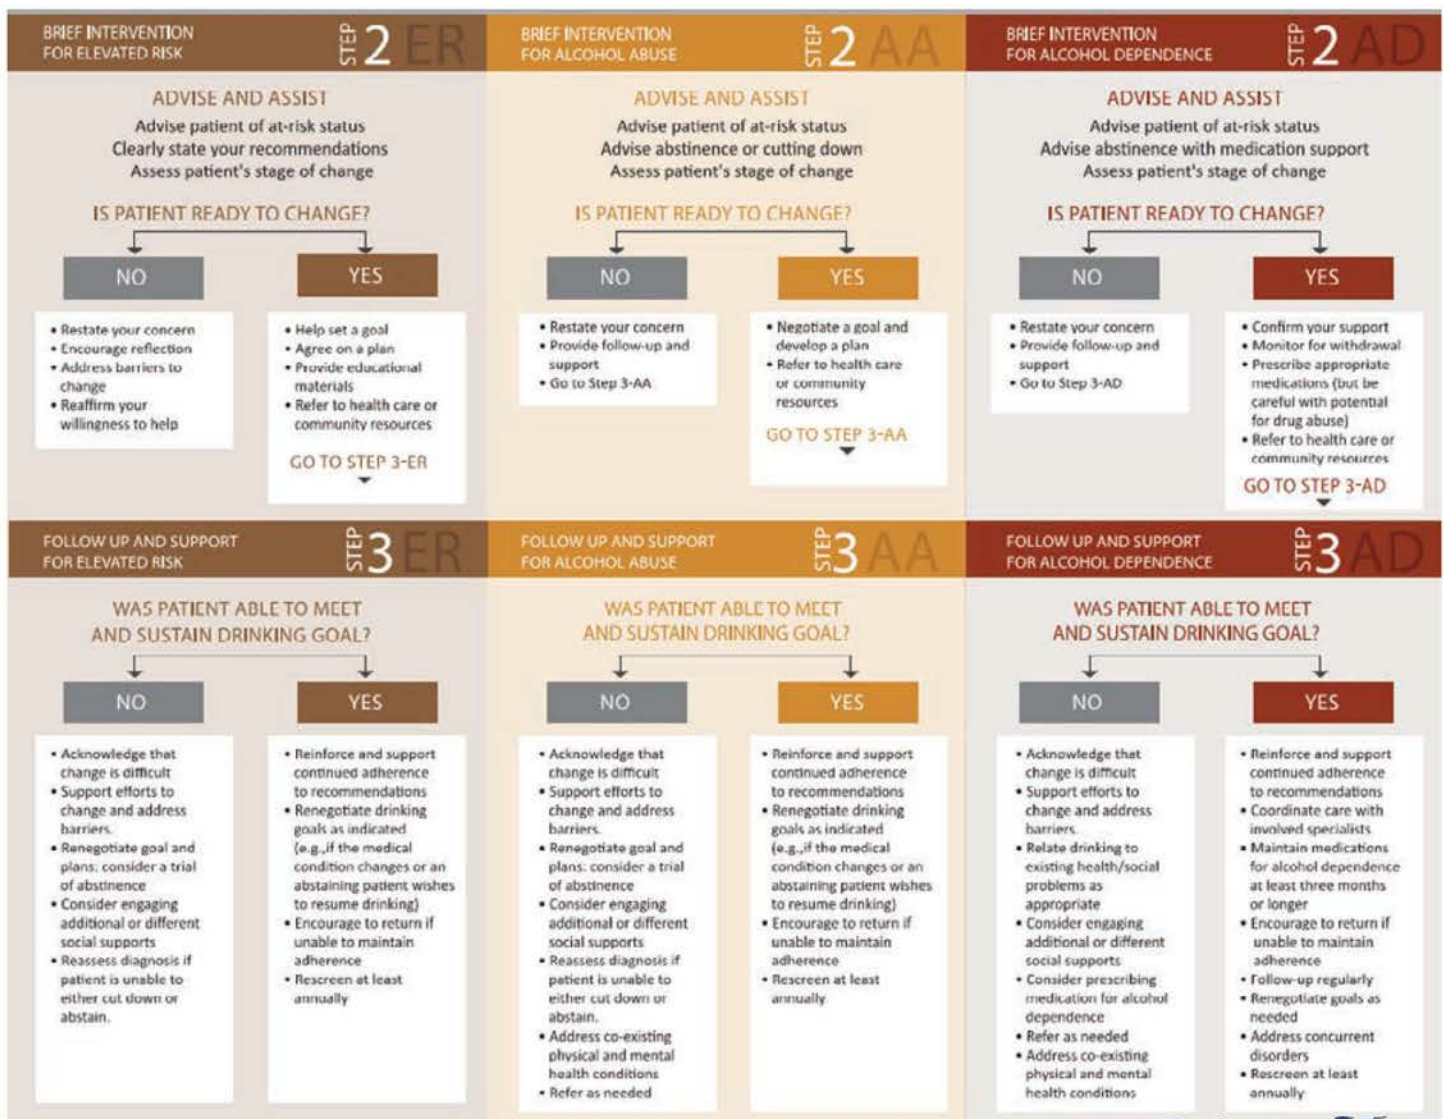 BRIEF INTERVENTION
FOR ELEVATED RISK
STEP 2 ER
ADVISE AND ASSIST
Advise patient of at-risk status
Clearly state your recommendations
Assess patient's stage of change
IS PATIENT READY TO CHANGE?
NO
• Restate your concern
• Encourage reflection
• Address barriers to
change
• Reaffirm your
willingness to help
YES
• Help set a goal
• Agree on a plan
• Provide educational
materials
• Refer to health care or
community resources
GO TO STEP 3-ER
BRIEF INTERVENTION
FOR ALCOHOL ABUSE
STEP 2 AA
ADVISE AND ASSIST
Advise patient of at-risk status
Advise abstinence or cutting down
Assess patient's stage of change
IS PATIENT READY TO CHANGE?
NO
• Restate your concern
• Provide follow-up and
support
• Go to Step 3-AA
YES
• Negotiate a goal and
develop a plan
• Refer to health care
or community
resources
GO TO STEP 3-AA
BRIEF INTERVENTION
FOR ALCOHOL DEPENDENCE
STEP 2 AD
ADVISE AND ASSIST
Advise patient of at-risk status
Advise abstinence with medication support
Assess patient's stage of change
IS PATIENT READY TO CHANGE?
NO
• Restate your concern
• Provide follow-up and
support
• Go to Step 3-AD
YES
• Confirm your support
• Monitor for withdrawal
• Prescribe appropriate
medications (but be
careful with potential
for drug abuse)
• Refer to health care or
community resources
GO TO STEP 3-AD
FOLLOW UP AND SUPPORT
FOR ELEVATED RISK
STEP 3 ER
WAS PATIENT ABLE TO MEET
AND SUSTAIN DRINKING GOAL?
NO
• Acknowledge that
change is difficult
• Support efforts to
change and address
barriers.
• Renegotiate goal and
plans: consider a trial
of abstinence
• Consider engaging
additional or different
social supports
• Reassess diagnosis if
patient is unable to
either cut down or
abstain.
YES
• Reinforce and support
continued adherence
to recommendations
• Renegotiate drinking
goals as indicated
(e.g.,if the medical
condition changes or an
abstaining patient wishes
to resume drinking)
• Encourage to return if
unable to maintain
adherence
• Rescreen at least
annually
FOLLOW UP AND SUPPORT
FOR ALCOHOL ABUSE
STEP 3 AA
WAS PATIENT ABLE TO MEET
AND SUSTAIN DRINKING GOAL?
NO
• Acknowledge that
change is difficult
• Support efforts to
change and address
barriers.
• Renegotiate goal and
plans: consider a trial
of abstinence
• Consider engaging
additional or different
social supports
• Reassess diagnosis if
patient is unable to
either cut down or
abstain.
• Address co-existing
physical and mental
health conditions
• Refer as needed
YES
• Reinforce and support
continued adherence
to recommendations
• Renegotiate drinking
goals as indicated
(e.g.,if the medical
condition changes or an
abstaining patient wishes
to resume drinking)
• Encourage to return if
unable to maintain
adherence
• Rescreen at least
annually
FOLLOW UP AND SUPPORT
FOR ALCOHOL DEPENDENCE
STEP 3 AD
WAS PATIENT ABLE TO MEET
AND SUSTAIN DRINKING GOAL?
NO
• Acknowledge that
change is difficult
• Support efforts to
change and address
barriers.
• Relate drinking to
existing health/social
problems as
appropriate
• Consider engaging
additional or different
social supports
• Consider prescribing
medication for alcohol
dependence
• Refer as needed
• Address co-existing
physical and mental
health conditions
YES
• Reinforce and support
continued adherence
to recommendations
• Coordinate care with
involved specialists
• Maintain medications
for alcohol dependence
at least three months
or longer
• Encourage to return if
unable to maintain
adherence
• Follow-up regularly
• Renegotiate goals as
needed
• Address concurrent
disorders
• Rescreen at least
annually